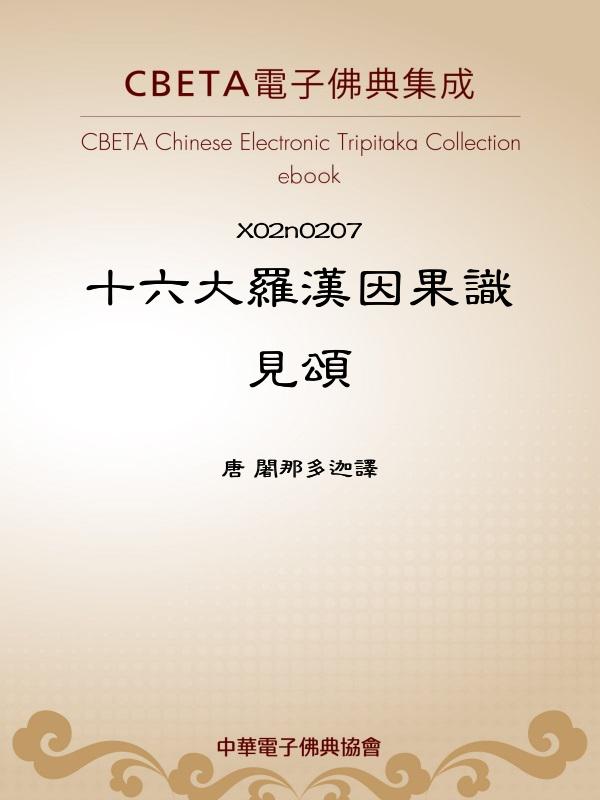 CBETA電子佛典集成
CBETA Chinese Electronic Tripitaka Collection
ebook
X02n0207
十六大羅漢因果識
見頌
唐 闍那多迦譯
中華電子佛典協會